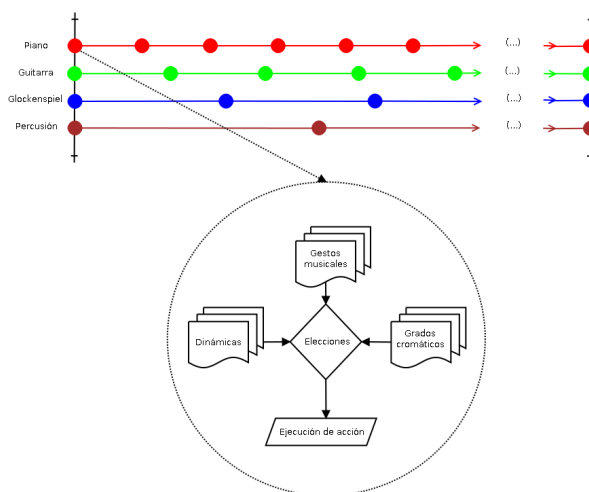 Piano
(...)
Guitarra
(...)
Glockenspiel
(...)
Percusión
(...)
Gestos
musicales
Dinámicas
Elecciones
Grados
cromáticos
Ejecución de acción